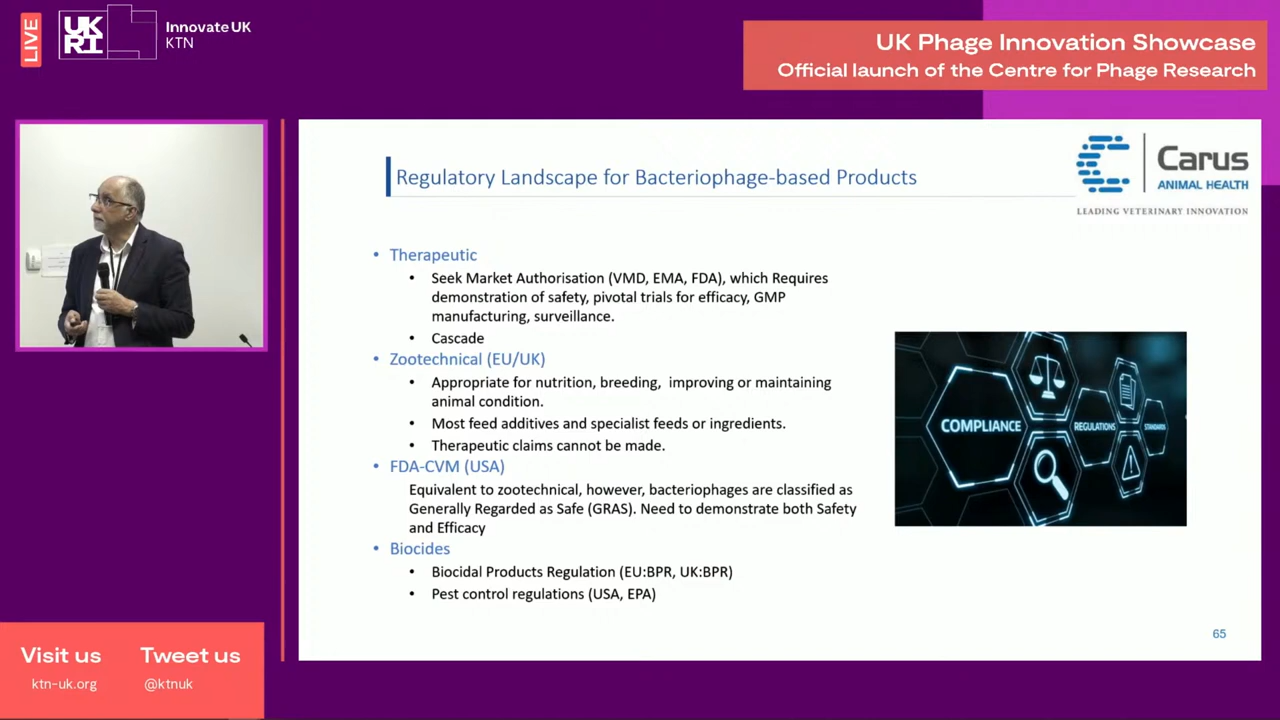 LIVE
UK
RI
Innovate UK
KTN
UK Phage Innovation Showcase
Official launch of the Centre for Phage Research
Carus
ANIMAL HEALTH
LEADING VETERINARY INNOVATION
Regulatory Landscape for Bacteriophage-based Products
• Therapeutic
• Seek Market Authorisation (VMD, EMA, FDA), which Requires
demonstration of safety, pivotal trials for efficacy, GMP
manufacturing, surveillance.
• Cascade
• Zootechnical (EU/UK)
• Appropriate for nutrition, breeding, improving or maintaining
animal condition.
• Most feed additives and specialist feeds or ingredients.
• Therapeutic claims cannot be made.
• FDA-CVM (USA)
Equivalent to zootechnical, however, bacteriophages are classified as
Generally Regarded as Safe (GRAS). Need to demonstrate both Safety
and Efficacy
• Biocides
• Biocidal Products Regulation (EU:BPR, UK:BPR)
• Pest control regulations (USA, EPA)
COMPLIANCE
REGULATIONS
STANDARDS
65
Visit us
ktn-uk.org
Tweet us
@ktnuk